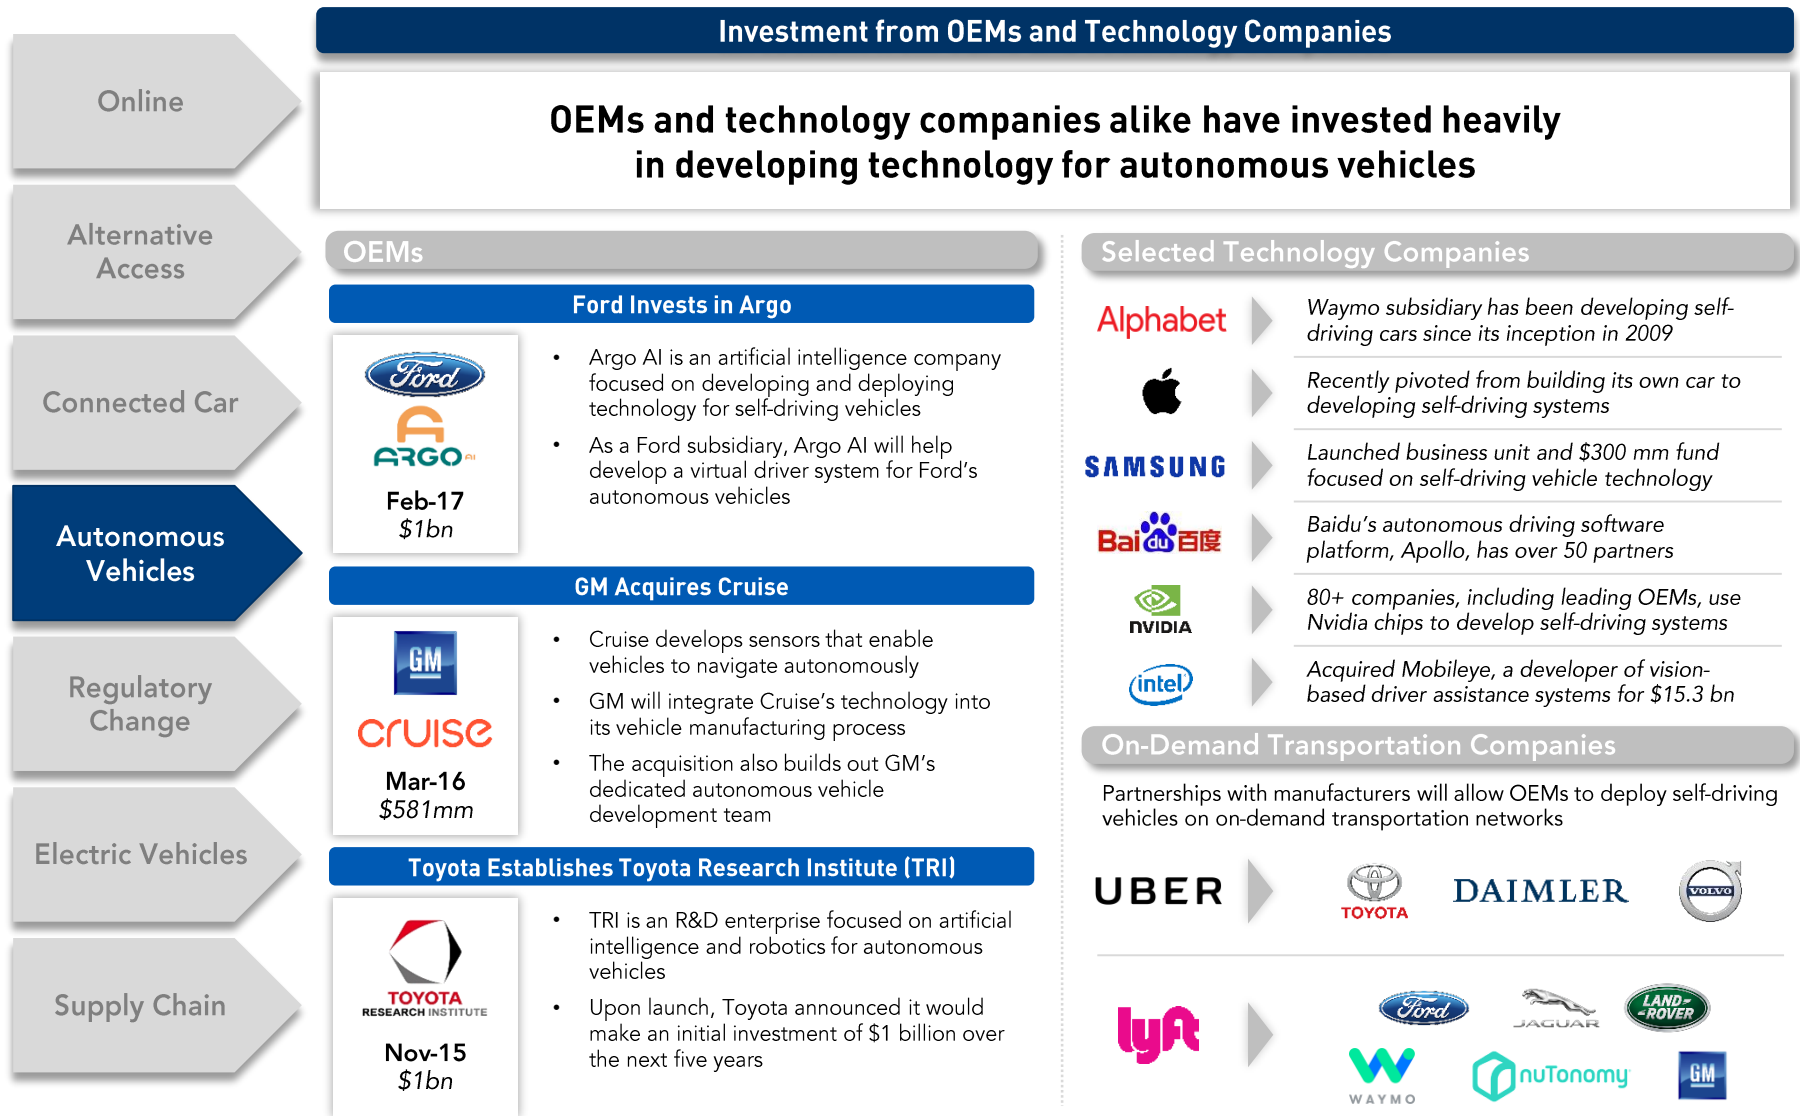 Investment from OEMs and Technology Companies
OEMs and technology companies alike have invested heavily
in developing technology for autonomous vehicles
Online
Alternative
Access
Connected Car
Autonomous
Vehicles
Regulatory
Change
Electric Vehicles
Supply Chain
OEMs
Ford Invests in Argo
Ford
ARGO AI
Feb-17
$1bn
• Argo AI is an artificial intelligence company
focused on developing and deploying
technology for self-driving vehicles
• As a Ford subsidiary, Argo AI will help
develop a virtual driver system for Ford's
autonomous vehicles
GM Acquires Cruise
GM
cruise
Mar-16
$581mm
• Cruise develops sensors that enable
vehicles to navigate autonomously
• GM will integrate Cruise's technology into
its vehicle manufacturing process
• The acquisition also builds out GM's
dedicated autonomous vehicle
development team
Toyota Establishes Toyota Research Institute (TRI)
TOYOTA
RESEARCH INSTITUTE
Nov-15
$1bn
• TRI is an R&D enterprise focused on artificial
intelligence and robotics for autonomous
vehicles
• Upon launch, Toyota announced it would
make an initial investment of $1 billion over
the next five years
Selected Technology Companies
Alphabet
Waymo subsidiary has been developing self-
driving cars since its inception in 2009
Recently pivoted from building its own car to
developing self-driving systems
SAMSUNG
Launched business unit and $300 mm fund
focused on self-driving vehicle technology
Bai du 百度
Baidu's autonomous driving software
platform, Apollo, has over 50 partners
nVIDIA
80+ companies, including leading OEMs, use
Nvidia chips to develop self-driving systems
intel
Acquired Mobileye, a developer of vision-
based driver assistance systems for $15.3 bn
On-Demand Transportation Companies
Partnerships with manufacturers will allow OEMs to deploy self-driving
vehicles on on-demand transportation networks
UBER
TOYOTA
DAIMLER
VOLVO
lyft
Ford
JAGUAR
LAND-
-ROVER
WAYMO
nuTonomy
GM